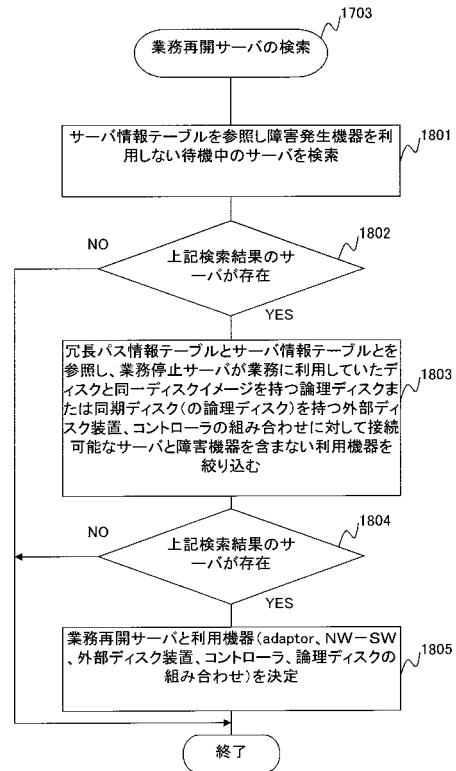 1703
業務再開サーバの検索
サーバ情報テーブルを参照し障害発生機器を利
用しない待機中のサーバを検索
1801
1802
NO
上記検索結果のサ
ーバが存在
YES
冗長パス情報テーブルとサーバ情報テーブルとを
参照し、業務停止サーバが業務に利用していたデ
ィスクと同一ディスクイメージを持つ論理ディスクま
たは同期ディスク(の論理ディスク)を持つ外部ディ
スク装置、コントローラの組み合わせに対して接続
可能なサーバと障害機器を含まない利用機器を
絞り込む
1803
1804
NO
上記検索結果のサ
ーバが存在
YES
業務再開サーバと利用機器(adaptor、NW-SW
、外部ディスク装置、コントローラ、論理ディスクの
組み合わせ)を決定
1805
終了